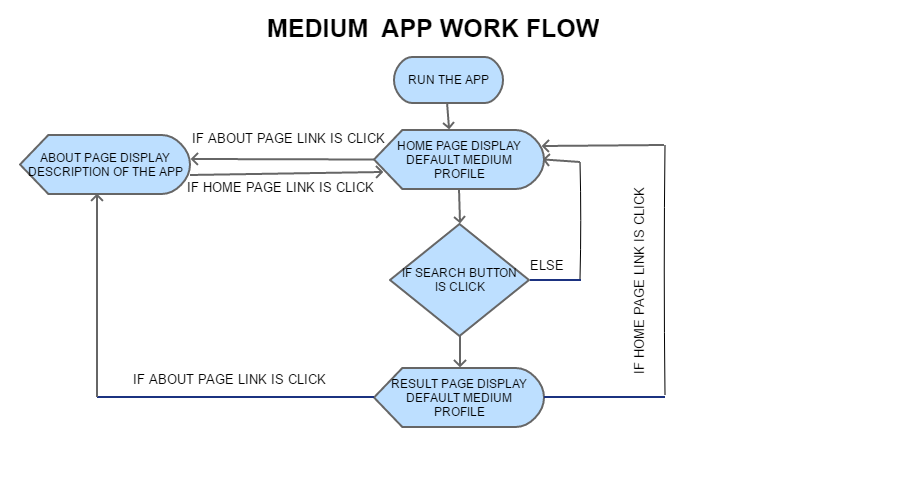 MEDIUM  APP WORK FLOW
RUN THE APP
IF ABOUT PAGE LINK IS CLICK
HOME PAGE DISPLAY
DEFAULT MEDIUM
PROFILE
ABOUT PAGE DISPLAY
DESCRIPTION OF THE APP
IF HOME PAGE LINK IS CLICK
IF SEARCH BUTTON
IS CLICK
ELSE
IF HOME PAGE LINK IS CLICK
IF ABOUT PAGE LINK IS CLICK
RESULT PAGE DISPLAY
DEFAULT MEDIUM
PROFILE